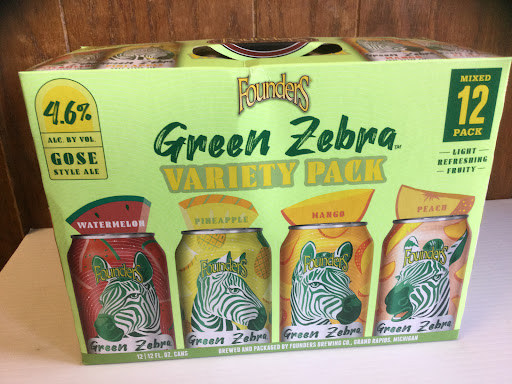 Founders
4.6%
ALC. BY VOL.
GOSE
STYLE ALE
Green Zebra™
VARIETY PACK
MIXED
12
PACK
LIGHT
REFRESHING
FRUITY
WATERMELON
PINEAPPLE
MANGO
PEACH
Founders
Founders
Founders
Founders
Green Zebra
Green Zebra
Green Zebra
Green Zebra
12 | 12 FL. OZ. CANS
BREWED AND PACKAGED BY FOUNDERS BREWING CO., GRAND RAPIDS, MICHIGAN